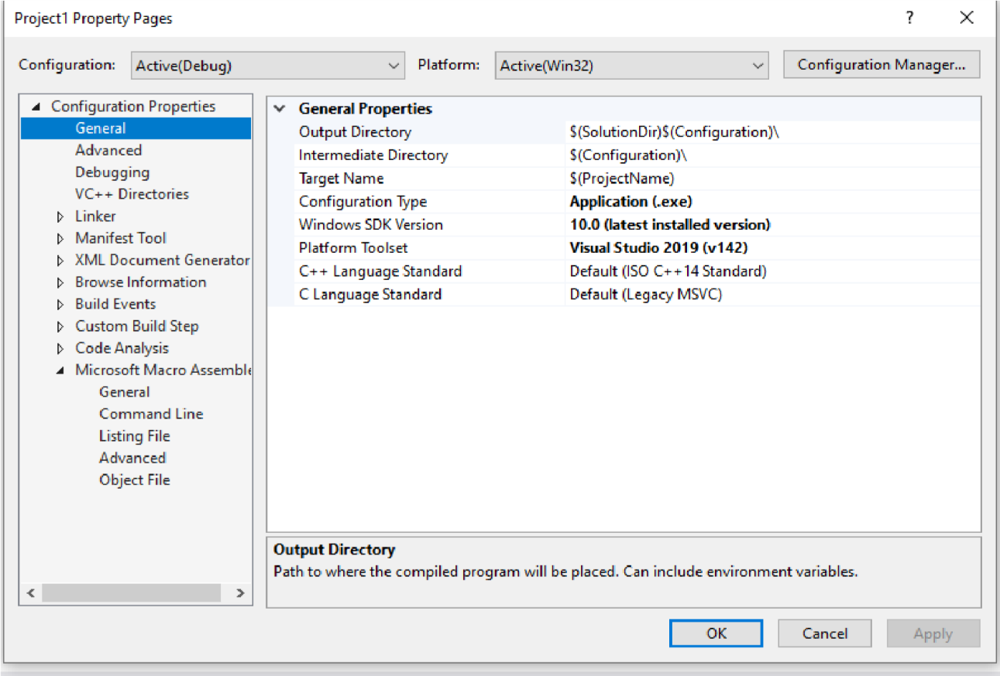 Project1 Property Pages
Configuration: Active(Debug) Platform: Active(Win32) Configuration Manager...
Configuration Properties
General
Advanced
Debugging
VC++ Directories
Linker
Manifest Tool
XML Document Generator
Browse Information
Build Events
Custom Build Step
Code Analysis
Microsoft Macro Assemble
General
Command Line
Listing File
Advanced
Object File
General Properties
Output Directory $(SolutionDir)$(Configuration)\
Intermediate Directory $(Configuration)\
Target Name $(ProjectName)
Configuration Type Application (.exe)
Windows SDK Version 10.0 (latest installed version)
Platform Toolset Visual Studio 2019 (v142)
C++ Language Standard Default (ISO C++14 Standard)
C Language Standard Default (Legacy MSVC)
Output Directory
Path to where the compiled program will be placed. Can include environment variables.
OK Cancel Apply